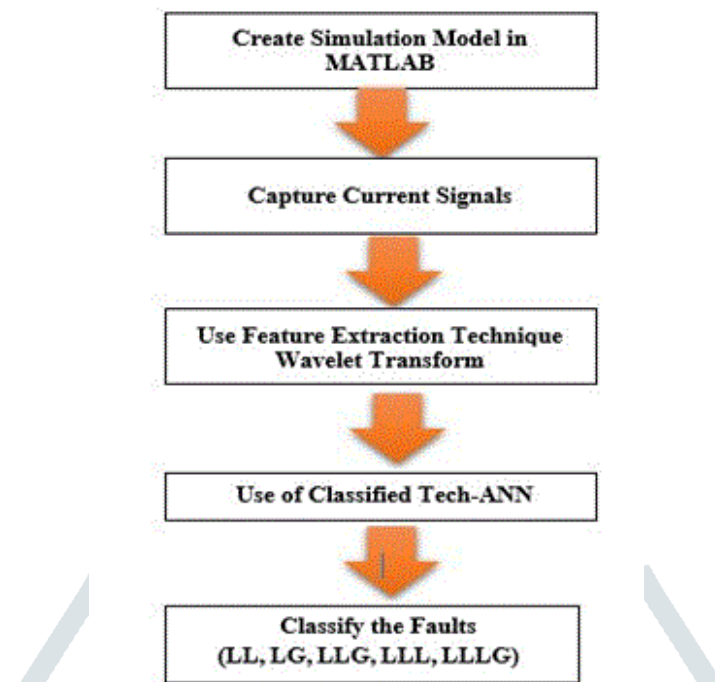 Create Simulation Model in
MATLAB
Capture Current Signals
Use Feature Extraction Technique
Wavelet Transform
Use of Classified Tech-ANN
Classify the Faults
(LL, LG, LLG, LLL, LLLG)